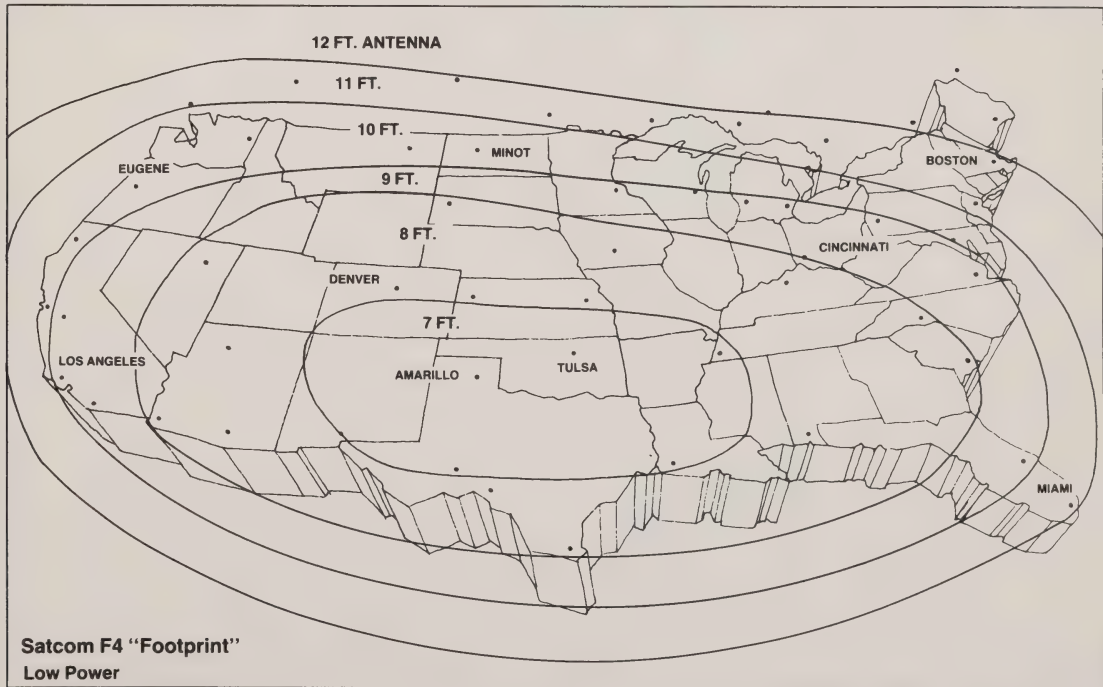 12 FT. ANTENNA
11 FT.
10 FT.
MINOT
EUGENE
BOSTON
9 FT.
8 FT.
CINCINNATI
DENVER
7 FT.
LOS ANGELES
AMARILLO
TULSA
MIAMI
Satcom F4 “Footprint”
Low Power